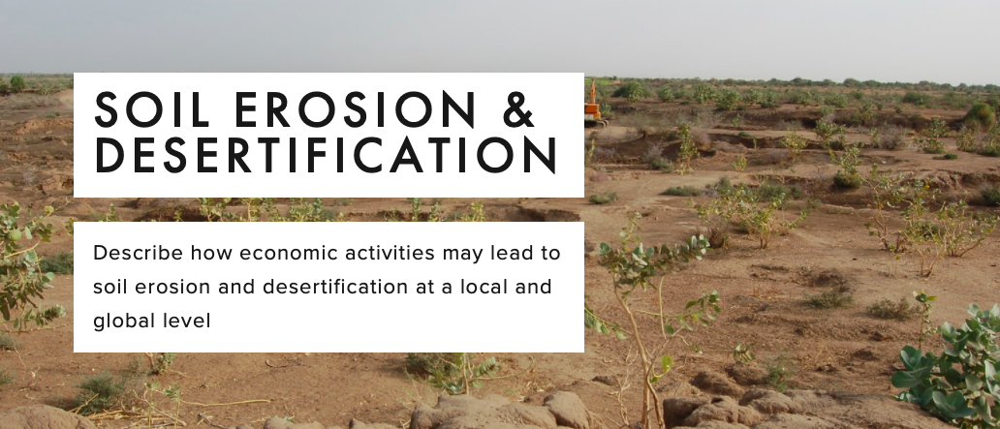 SOIL EROSION &
DESERTIFICATION
Describe how economic activities may lead to
soil erosion and desertification at a local and
global level